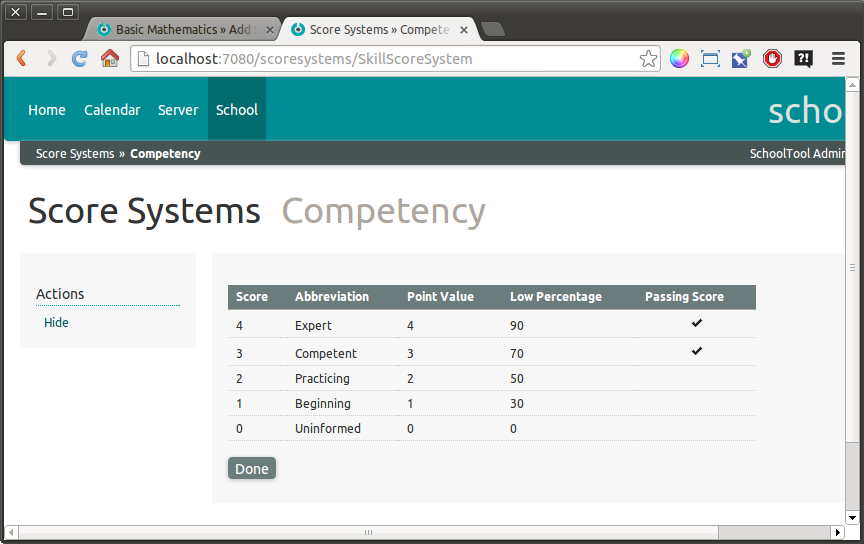 Basic Mathematics » Add
Score Systems » Compete
localhost:7080/scoresystems/SkillScoreSystem
?!
Home Calendar Server School scho
Score Systems » Competency SchoolTool Admin
Score Systems Competency
Actions
Hide
Score Abbreviation Point Value Low Percentage Passing Score
4 Expert 4 90
3 Competent 3 70
2 Practicing 2 50
1 Beginning 1 30
0 Uninformed 0 0
Done